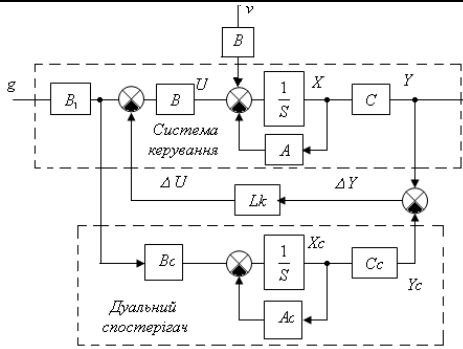 v
B
g
B₁
B
U
1
S
X
C
Y
A
Система
керування
ΔU
Lk
ΔY
Bc
1
S
Xc
Cc
Yc
Ac
Дуальний
спостерігач